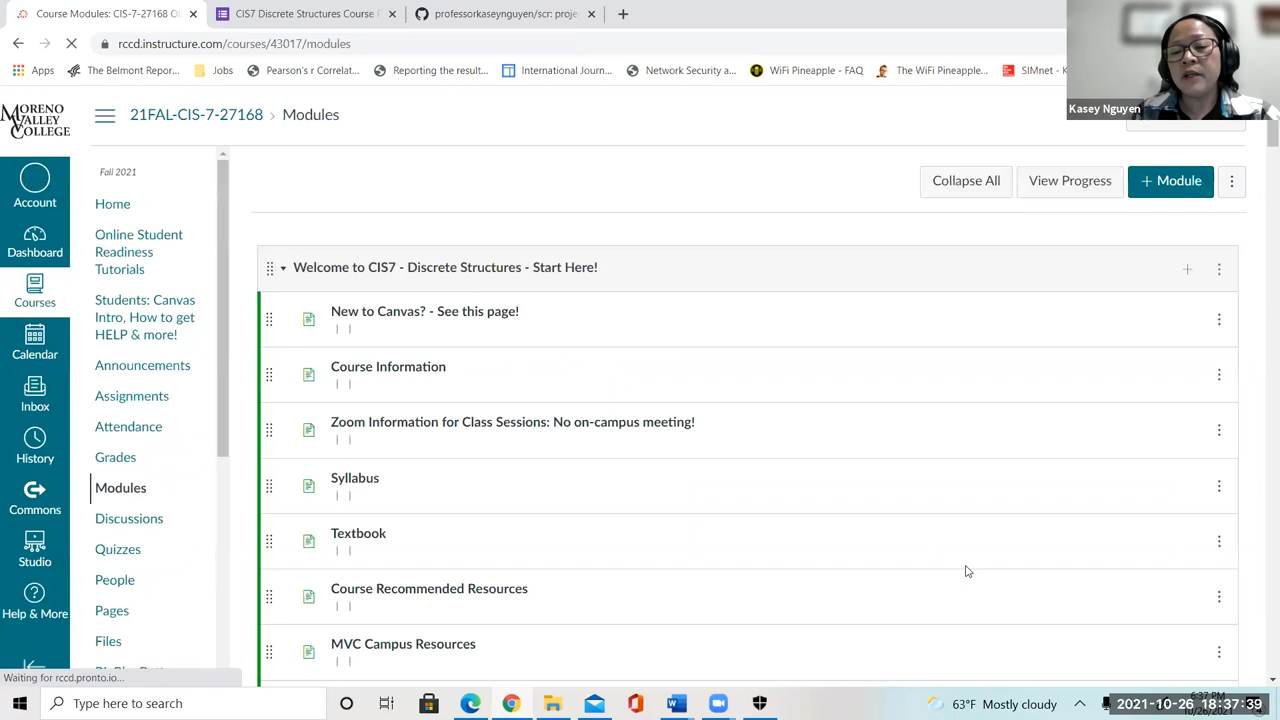 Course Modules: CIS-7-27168 O
CIS7 Discrete Structures Course
professorkaseynguyen/scr: proje
rccd.instructure.com/courses/43017/modules
Apps
The Belmont Repor...
Jobs
Pearson's r Correlat...
Reporting the result...
International Journ...
Network Security a...
WiFi Pineapple - FAQ
The WiFi Pineapple...
SIMnet - K
Kasey Nguyen
MORENO
VALLEY
COLLEGE
21FAL-CIS-7-27168
Modules
Account
Dashboard
Courses
Calendar
Inbox
History
Commons
Studio
Help & More
Fall 2021
Home
Online Student
Readiness
Tutorials
Students: Canvas
Intro, How to get
HELP & more!
Announcements
Assignments
Attendance
Grades
Modules
Discussions
Quizzes
People
Pages
Files
Collapse All
View Progress
+ Module
Welcome to CIS7 - Discrete Structures - Start Here!
New to Canvas? - See this page!
Course Information
Zoom Information for Class Sessions: No on-campus meeting!
Syllabus
Textbook
Course Recommended Resources
MVC Campus Resources
Waiting for rccd.pronto.io...
Type here to search
63°F Mostly cloudy
6:37 PM
10/26/2021
2021-10-26 18:37:39